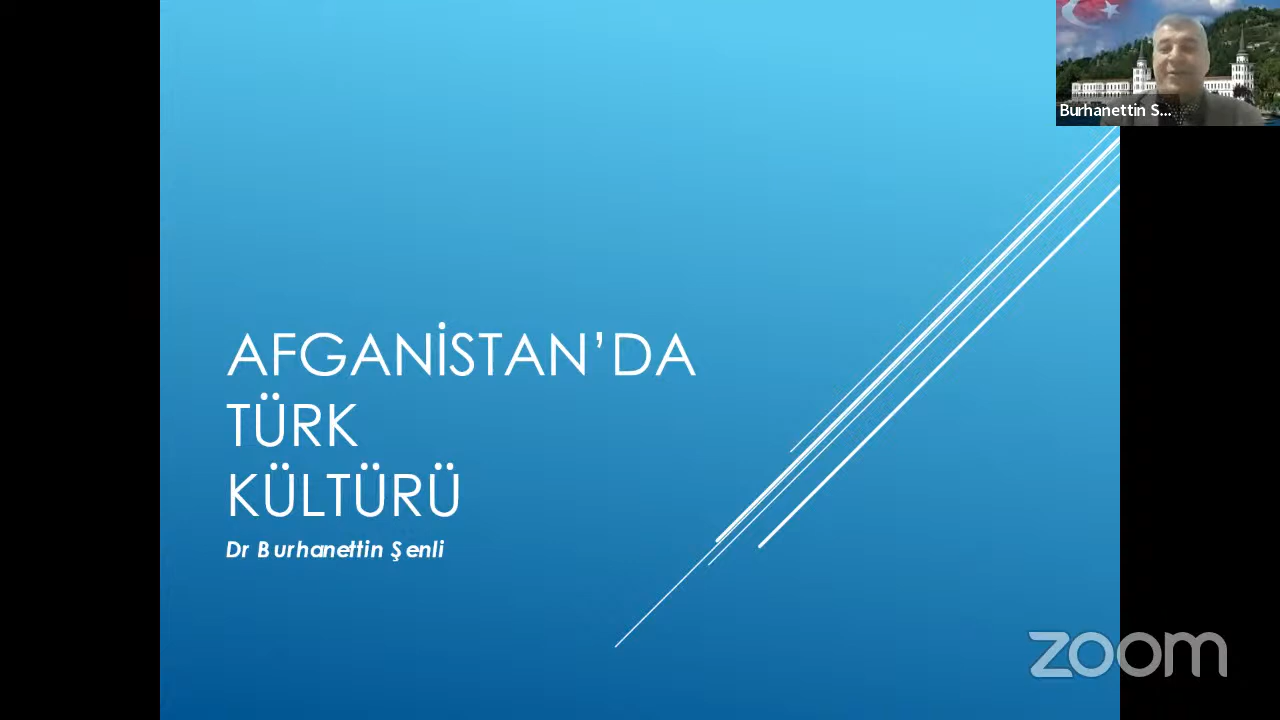 Burhanettin S...
AFGANİSTAN’DA
TÜRK
KÜLTÜRÜ
Dr Burhanettin Şenli
zoom